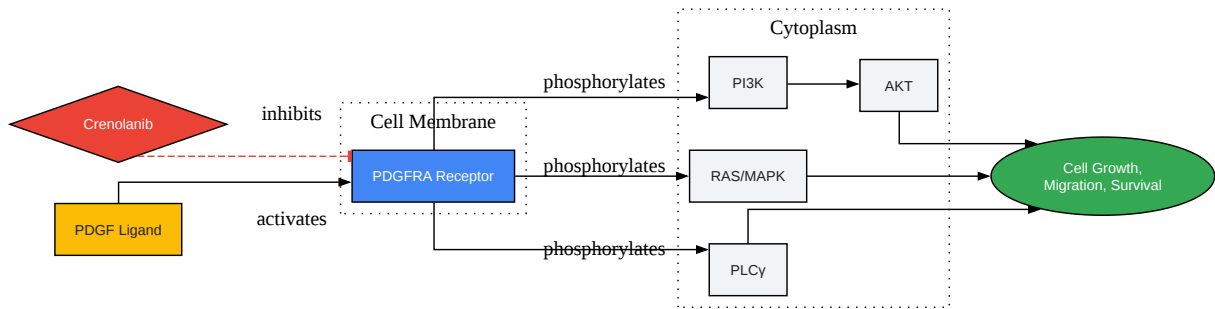 Cytoplasm
phosphorylates
PI3K
AKT
Crenolanib
inhibits
Cell Membrane
PDGFRA Receptor
phosphorylates
RAS/MAPK
Cell Growth,
Migration, Survival
PDGF Ligand
activates
phosphorylates
PLCγ